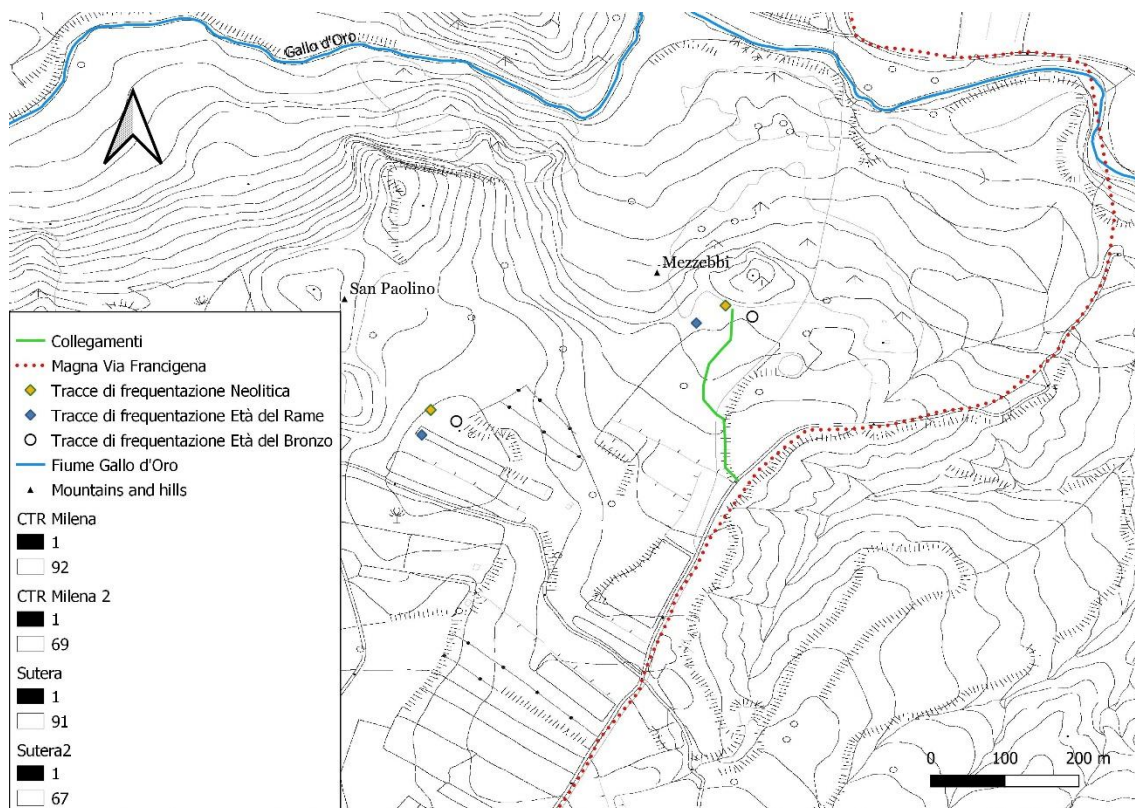 Gallo d'Oro
Mezzebbi
San Paolino
Collegamenti
Magna Via Francigena
Tracce di frequentazione Neolitica
Tracce di frequentazione Età del Rame
Tracce di frequentazione Età del Bronzo
Fiume Gallo d'Oro
Mountains and hills
CTR Milena
1
92
CTR Milena 2
1
69
Sutera
1
91
Sutera2
1
67
0 100 200 m